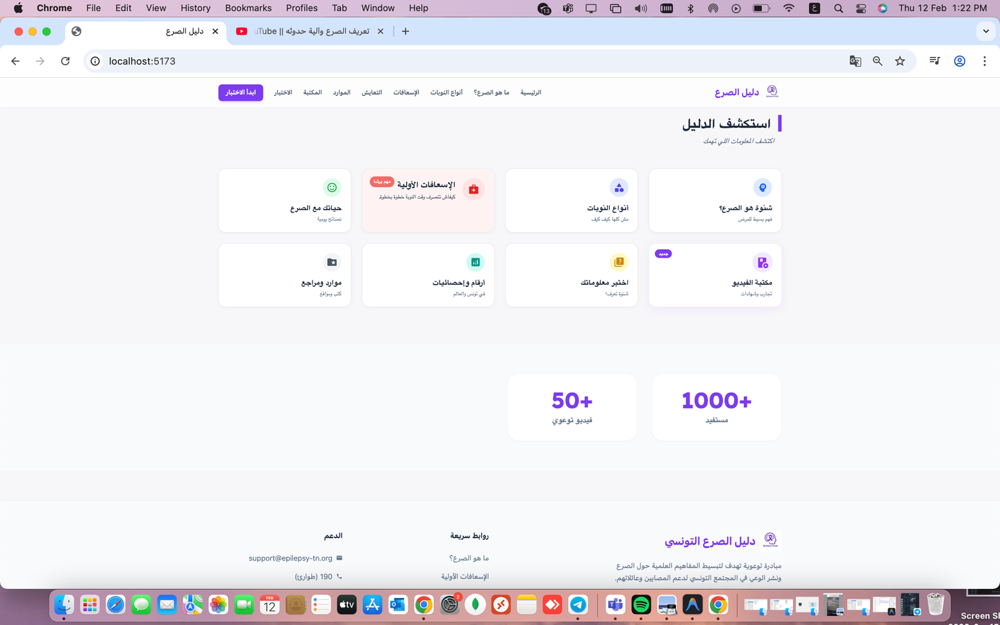 Chrome File Edit View History Bookmarks Profiles Tab Window Help
13
ع
Thu 12 Feb 1:22 PM
دليل الصرع
تعريف الصرع وآلية حدوثه || uTube
localhost:5173
دليل الصرع
الرئيسية ما هو الصرع؟ أنواع النوبات الإسعافات التعايش الموارد المكتبة الاختبار ابدأ الاختبار
استكشف الدليل
اكتشف المعلومات اللي تهمك
شنوة هو الصرع؟
فهم بسيط للمرض
أنواع النوبات
مش كلها كيف كيف
الإسعافات الأولية
مهم برشا
كيفاش تتصرف وقت النوبة خطوة بخطوة.
حياتك مع الصرع
نصائح يومية
جديد
مكتبة الفيديو
تجارب وشهادات
اختبر معلوماتك
شنوة تعرف؟
أرقام وإحصائيات
في تونس والعالم
موارد ومراجع
كتب ومواقع
1000+
مستفيد
50+
فيديو توعوي
دليل الصرع التونسي
مبادرة توعوية تهدف لتبسيط المفاهيم العلمية حول الصرع
ونشر الوعي في المجتمع التونسي لدعم المصابين وعائلاتهم.
روابط سريعة
ما هو الصرع؟
الإسعافات الأولية
الدعم
support@epilepsy-tn.org
190 (طوارئ)
FEB
12
tv
2
Screen Sh